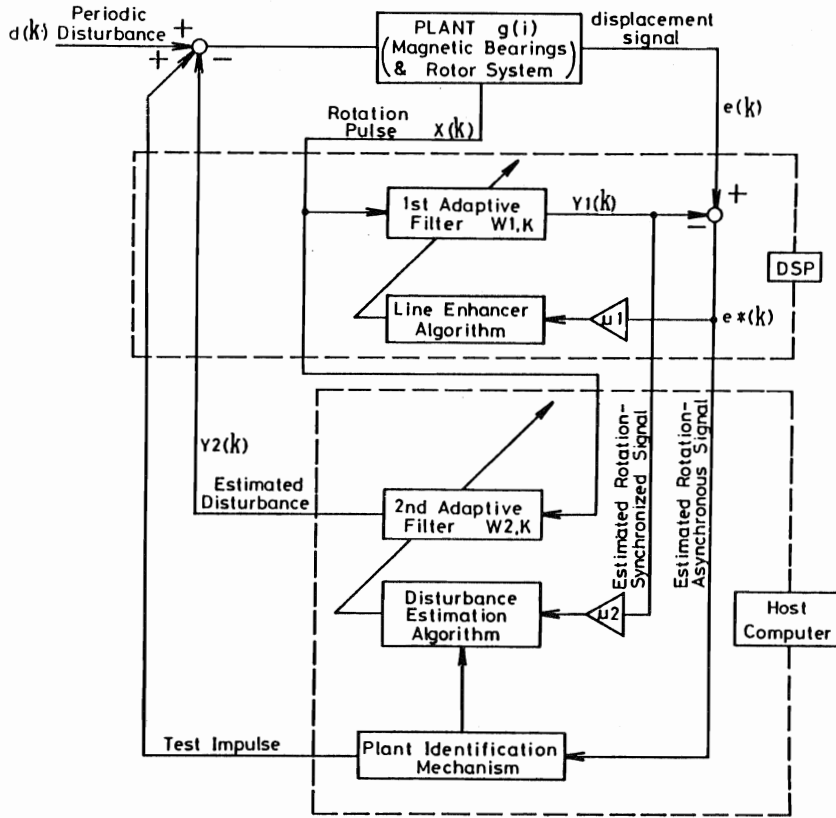 Periodic
d(k) Disturbance
+
+
−
PLANT g(i)
(Magnetic Bearings
& Rotor System)
displacement
signal
Rotation
Pulse X(k)
e(k)
1st Adaptive
Filter W1,K
Y1(k)
+
−
DSP
Line Enhancer
Algorithm
μ1
e*(k)
Y2(k)
Estimated
Disturbance
2nd Adaptive
Filter W2,K
Estimated Rotation-
Synchronized Signal
Estimated Rotation-
Asynchronous Signal
Disturbance
Estimation
Algorithm
μ2
Host
Computer
Test Impulse
Plant Identification
Mechanism